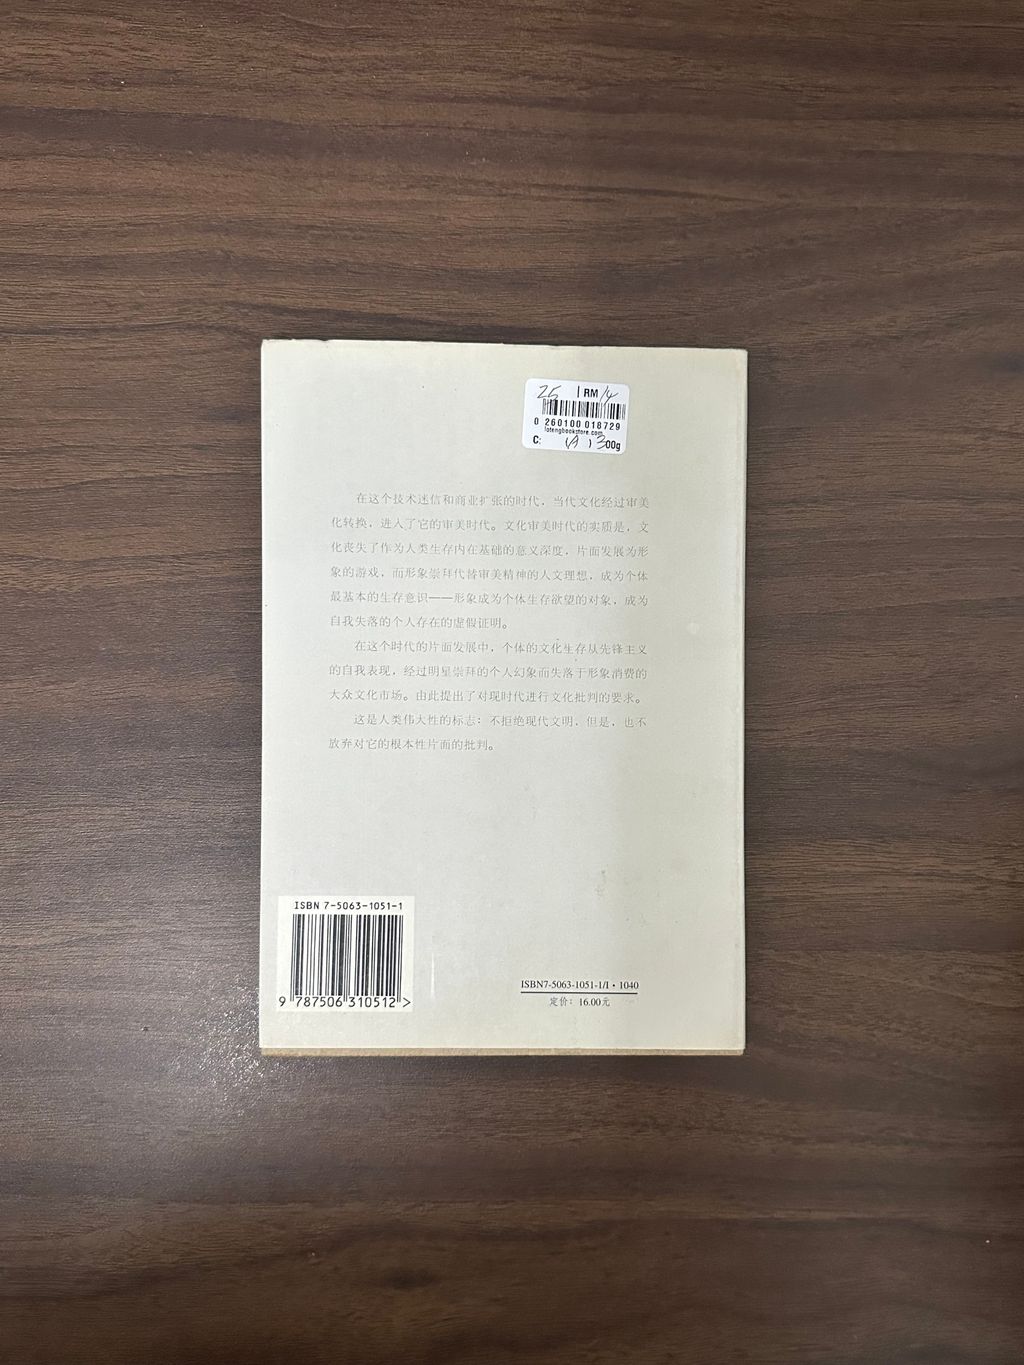 25 | RM 14
0 260100 018729
lotengbookstore.com
C: 00g
在这个技术迷信和商业扩张的时代，当代文化经过审美
化转换，进入了它的审美时代。文化审美时代的实质是，文
化丧失了作为人类生存内在基础的意义深度，片面发展为形
象的游戏，而形象崇拜代替审美精神的人文理想，成为个体
最基本的生存意识——形象成为个体生存欲望的对象，成为
自我失落的个人存在的虚假证明。
在这个时代的片面发展中，个体的文化生存从先锋主义
的自我表现，经过明星崇拜的个人幻象而失落于形象消费的
大众文化市场。由此提出了对现时代进行文化批判的要求。
这是人类伟大性的标志：不拒绝现代文明，但是，也不
放弃对它的根本性片面的批判。
ISBN 7-5063-1051-1
9 787506 310512 >
ISBN7-5063-1051-1/I·1040
定价：16.00元